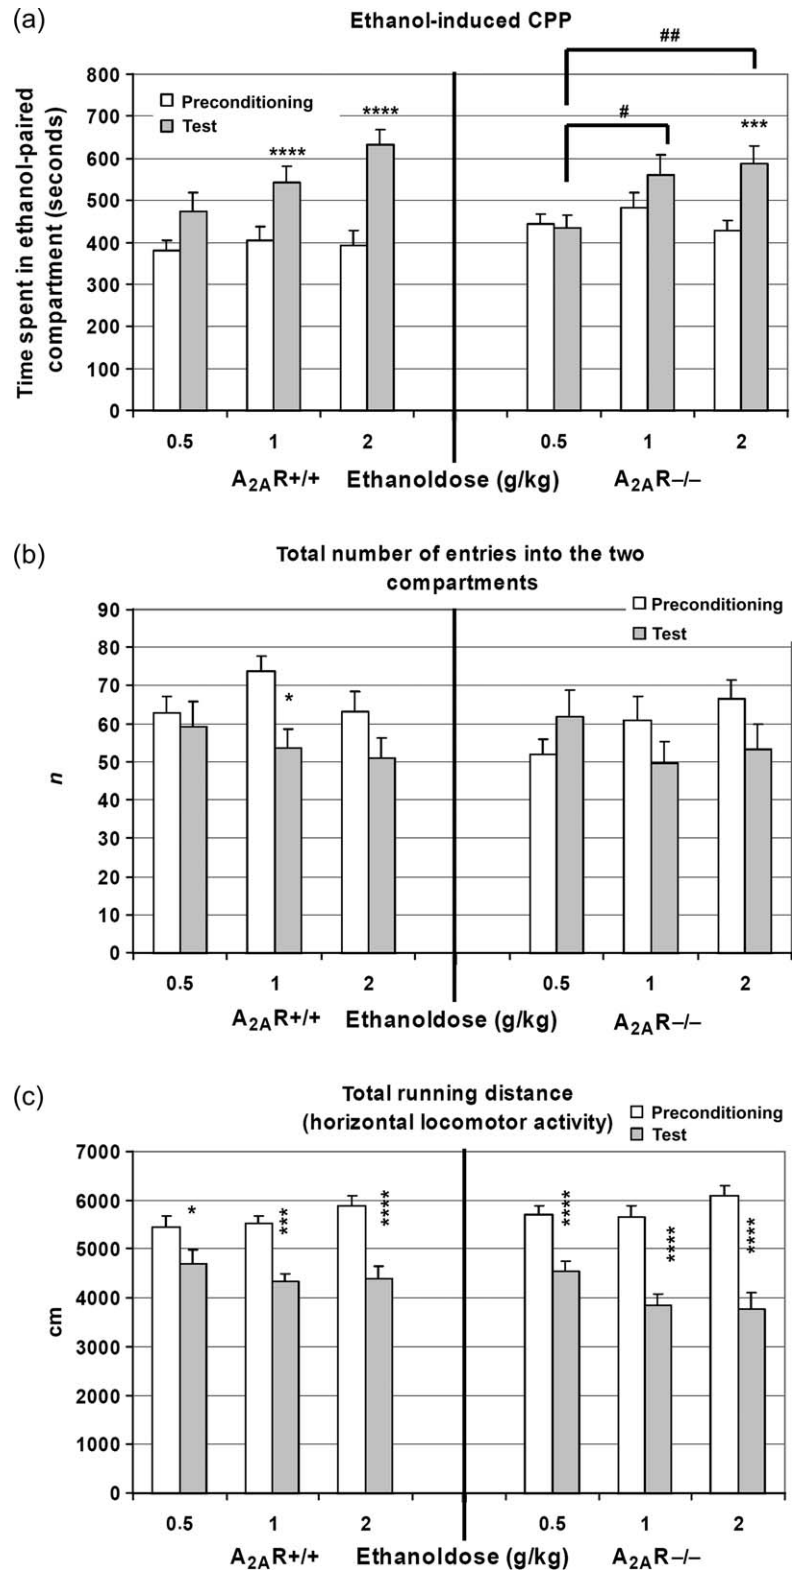 (a)
Ethanol-induced CPP
##
#
Time spent in ethanol-paired
compartment (seconds)
800
700
600
500
400
300
200
100
0
Preconditioning
Test
****
****
***
0.5 1 2 0.5 1 2
A2AR+/+ Ethanoldose (g/kg) A2AR–/–
(b)
Total number of entries into the two
compartments
Preconditioning
Test
n
90
80
70
60
50
40
30
20
10
0
*
0.5 1 2 0.5 1 2
A2AR+/+ Ethanoldose (g/kg) A2AR–/–
(c)
Total running distance
(horizontal locomotor activity)
Preconditioning
Test
cm
7000
6000
5000
4000
3000
2000
1000
0
*
***
****
****
****
****
0.5 1 2 0.5 1 2
A2AR+/+ Ethanoldose (g/kg) A2AR–/–